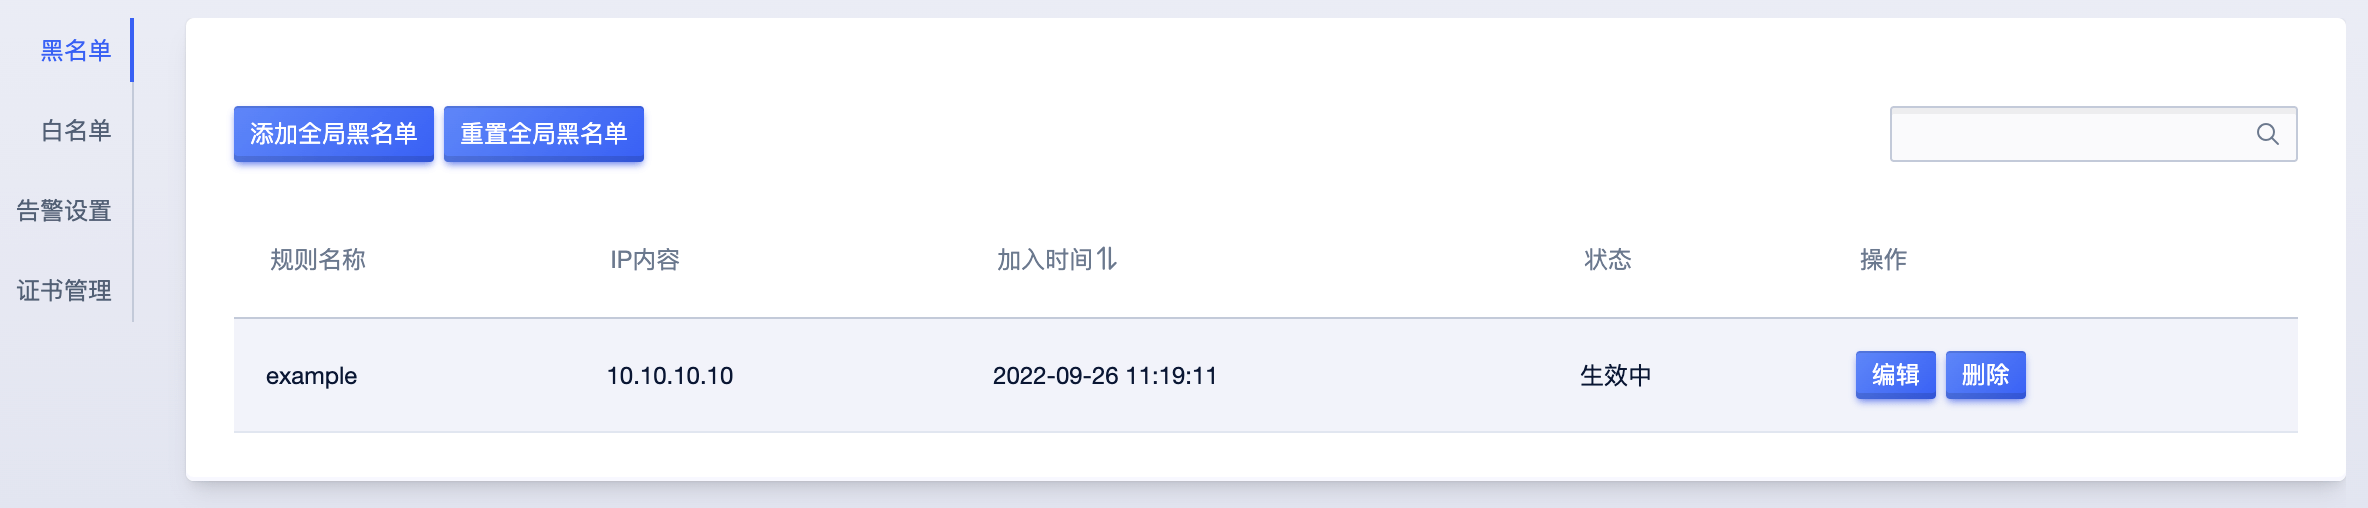 黑名单
白名单
告警设置
证书管理
添加全局黑名单 重置全局黑名单
规则名称 IP内容 加入时间 状态 操作
example 10.10.10.10 2022-09-26 11:19:11 生效中 编辑 删除